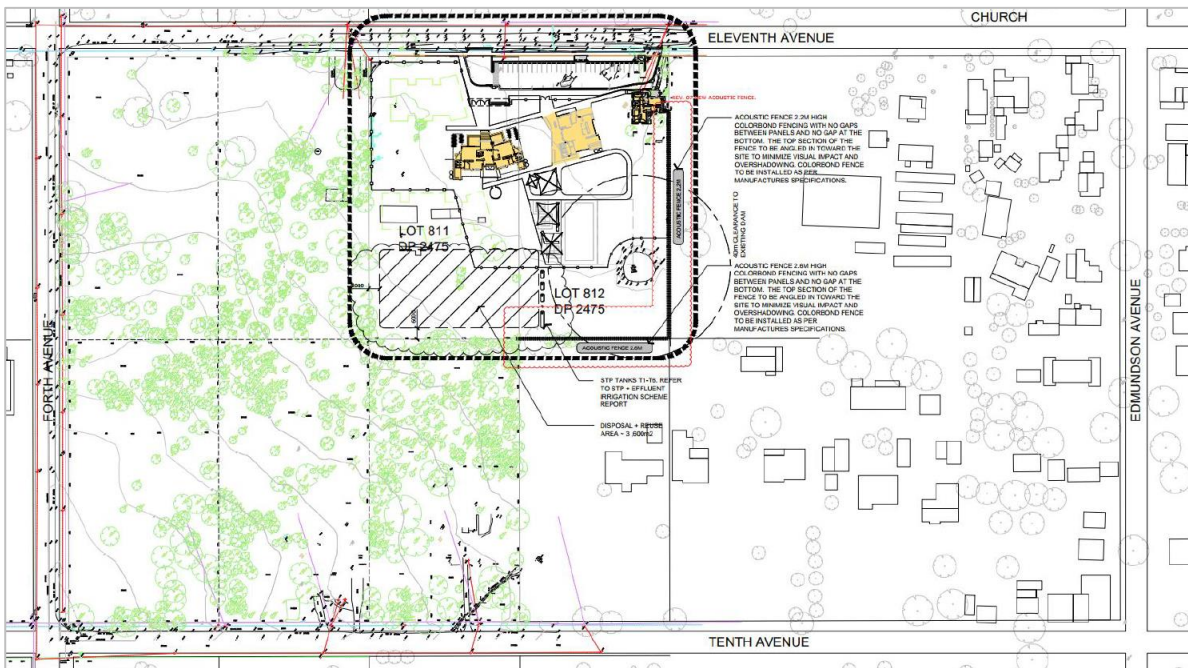 CHURCH
ELEVENTH AVENUE
ACOUSTIC FENCE 2.2M HIGH
COLORBOND FENCING WITH NO GAPS
BETWEEN PANELS AND NO GAP AT THE
BOTTOM. THE TOP SECTION OF THE
FENCE TO BE ANGLED IN TOWARD THE
SITE TO MINIMIZE VISUAL IMPACT AND
OVERSHADOWING. COLORBOND FENCE
TO BE INSTALLED AS PER
MANUFACTURES SPECIFICATIONS.
ACOUSTIC FENCE 2.2M
40m CLEARANCE TO
EXISTING DAM
LOT 811
DP 2475
ACOUSTIC FENCE 2.6M HIGH
COLORBOND FENCING WITH NO GAPS
BETWEEN PANELS AND NO GAP AT THE
BOTTOM. THE TOP SECTION OF THE
FENCE TO BE ANGLED IN TOWARD THE
SITE TO MINIMIZE VISUAL IMPACT AND
OVERSHADOWING. COLORBOND FENCE
TO BE INSTALLED AS PER
MANUFACTURES SPECIFICATIONS.
LOT 812
DP 2475
ACOUSTIC FENCE 2.6M
FORTH AVENUE
EDMUNDSON AVENUE
STP TANKS T1-T6. REFER
TO STP + EFFLUENT
IRRIGATION SCHEME
REPORT
DISPOSAL + REUSE
AREA - 3,600m2
TENTH AVENUE